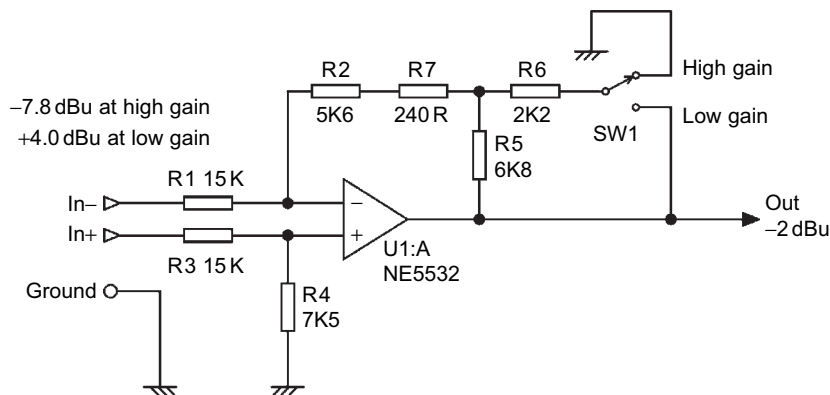 R2
R7
R6
High gain
−7.8 dBu at high gain
5K6
240 R
2K2
+4.0 dBu at low gain
SW1
Low gain
R5
6K8
R1 15K
In−
−
Out
−2 dBu
In+
+
U1:A
NE5532
R3 15K
Ground
R4
7K5